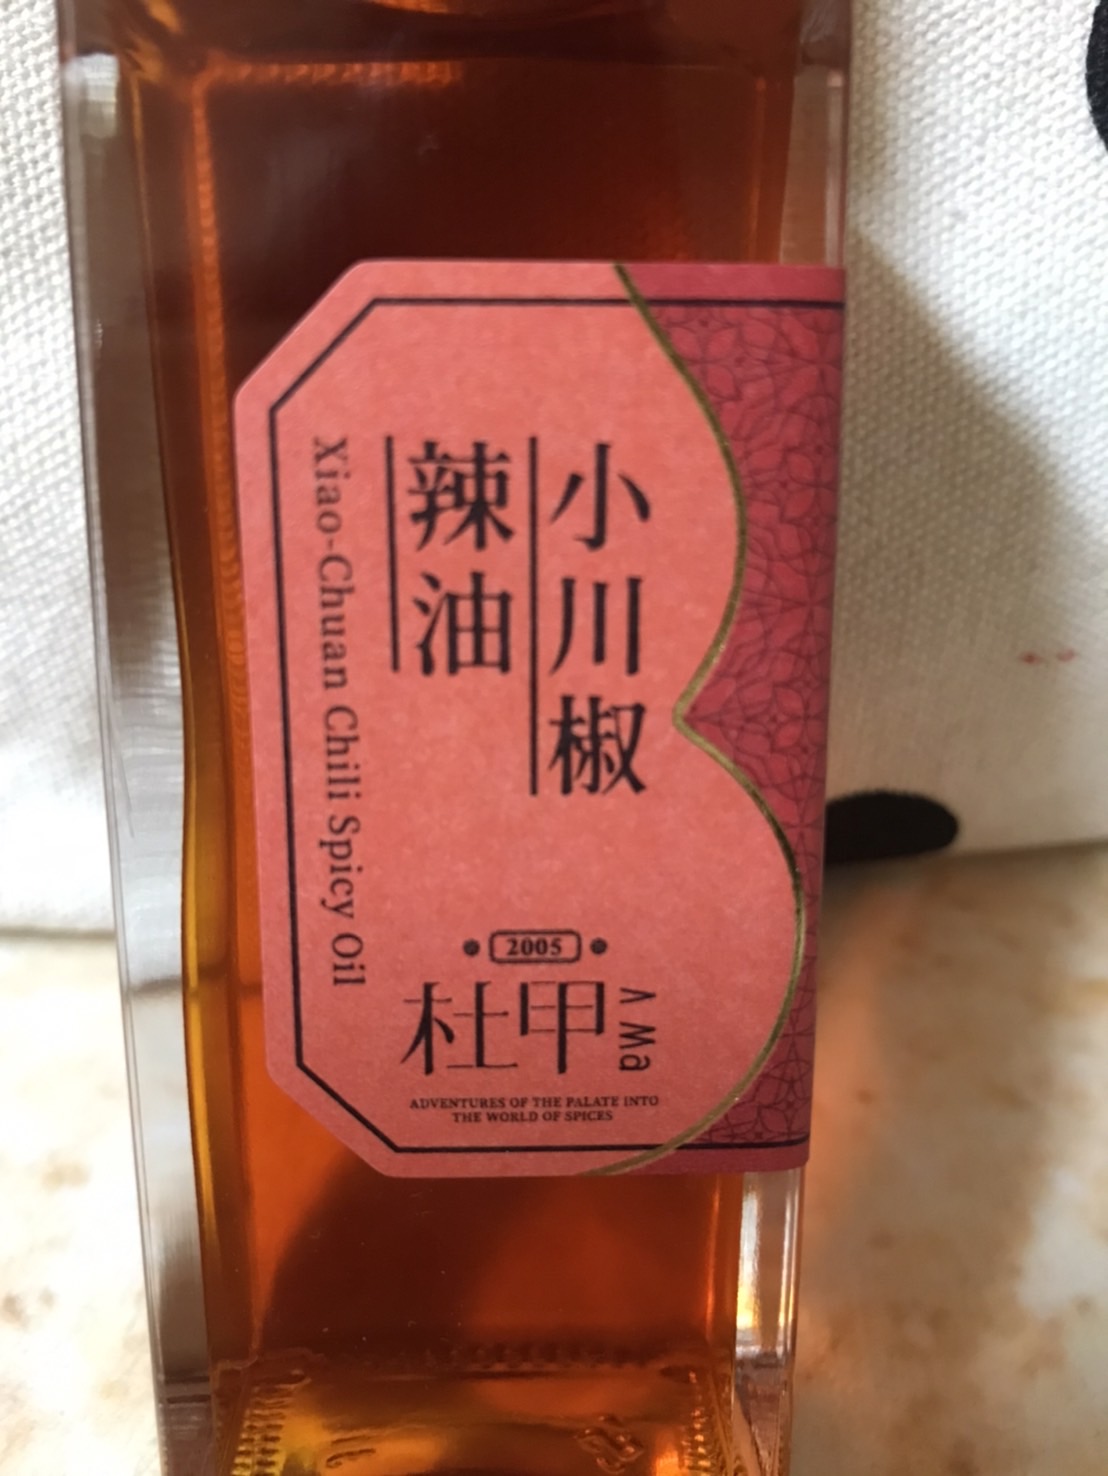 小川椒
辣油
Xiao-Chuan Chili Spicy Oil
2005
杜甲
A Ma
ADVENTURES OF THE PALATE INTO
THE WORLD OF SPICES